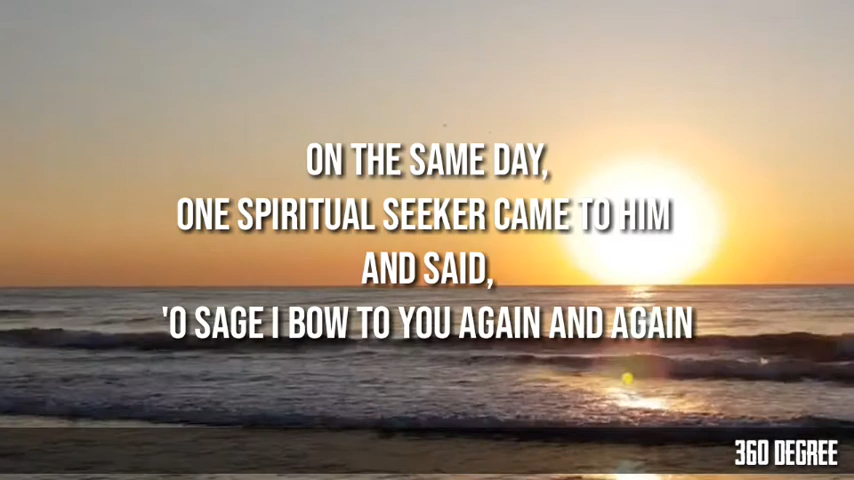 ON THE SAME DAY,
ONE SPIRITUAL SEEKER CAME TO HIM
AND SAID,
'O SAGE I BOW TO YOU AGAIN AND AGAIN
360 DEGREE